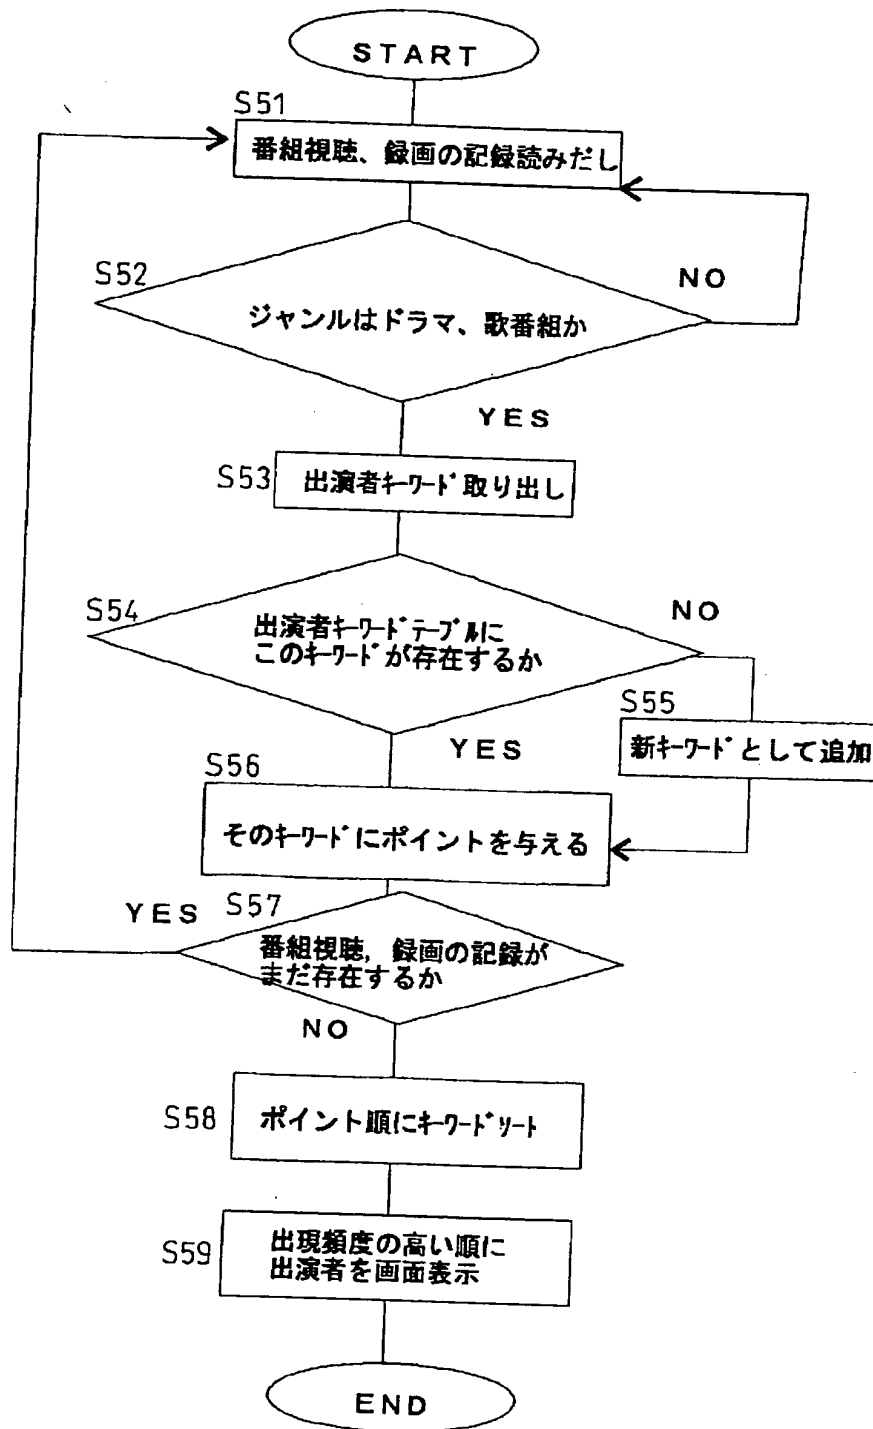 START
S51
番組視聴、録画の記録読みだし
S52
NO
ジャンルはドラマ、歌番組か
YES
S53
出演者ｷｰﾜｰﾄﾞ取り出し
S54
NO
出演者ｷｰﾜｰﾄﾞﾃｰﾌﾞﾙに
このｷｰﾜｰﾄﾞが存在するか
S55
新ｷｰﾜｰﾄﾞとして追加
YES
S56
そのｷｰﾜｰﾄﾞにポイントを与える
YES
S57
番組視聴，録画の記録が
まだ存在するか
NO
S58
ポイント順にｷｰﾜｰﾄﾞｿｰﾄ
S59
出現頻度の高い順に
出演者を画面表示
END